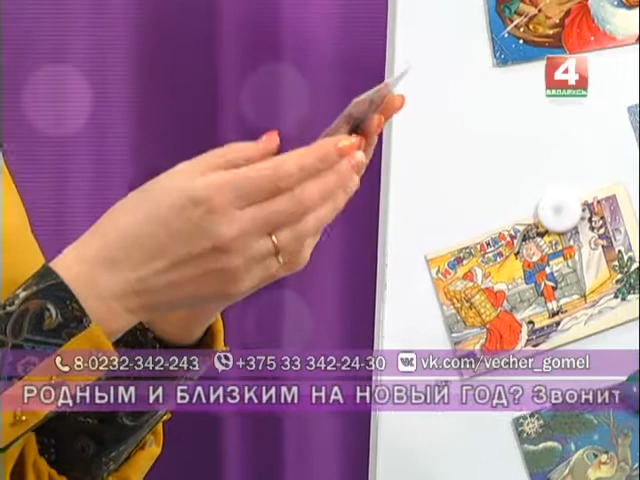 4
БЕЛАРУСЬ
8-0232-342-243 +375 33 342-24-30 vk.com/vecher_gomel
РОДНЫМ И БЛИЗКИМ НА НОВЫЙ ГОД? Звонит